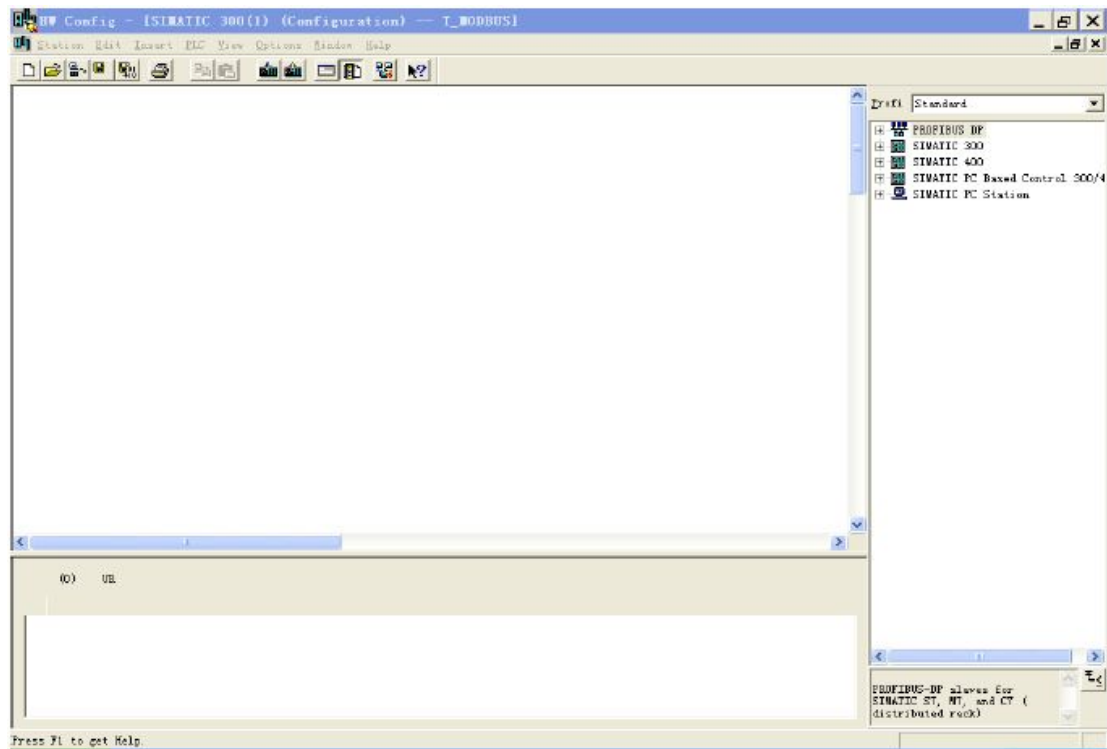 HW Config - [SIMATIC 300(1) (Configuration) -- T_MODBUS]
Station Edit Insert PLC View Options Window Help
Profi Standard
PROFIBUS DP
SIMATIC 300
SIMATIC 400
SIMATIC PC Based Control 300/4
SIMATIC PC Station
(0) UR
PROFIBUS-DP slaves for
SIMATIC S7, M7, and C7 (
distributed rack)
Press F1 to get Help.